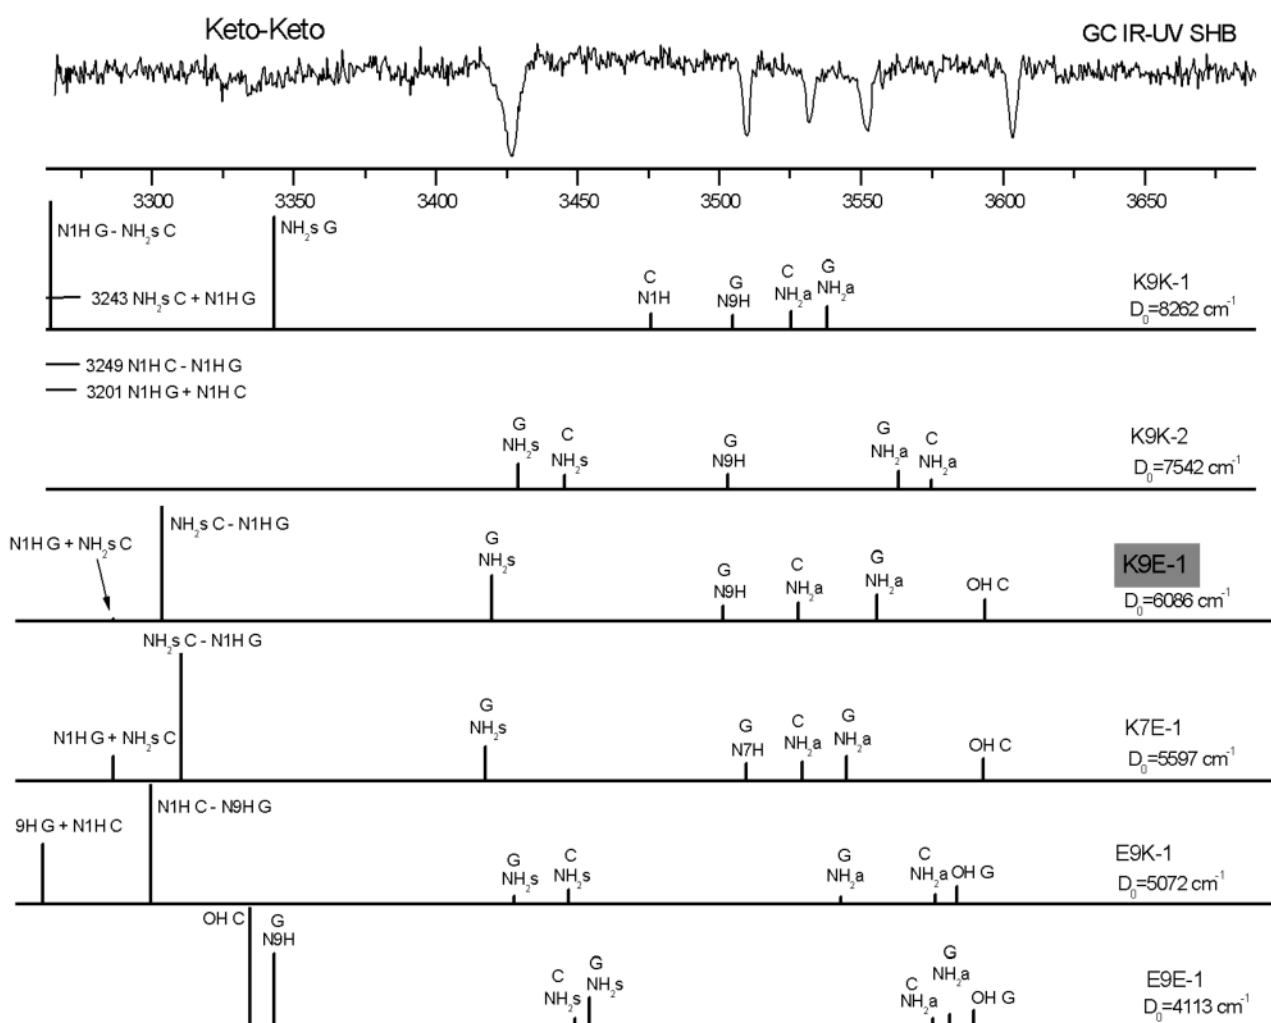 Keto-Keto
GC IR-UV SHB
3300 3350 3400 3450 3500 3550 3600 3650
N1H G - NH₂s C
NH₂s G
3243 NH₂s C + N1H G
C
N1H
G
N9H
C
NH₂a
G
NH₂a
K9K-1
D₀=8262 cm⁻¹
3249 N1H C - N1H G
3201 N1H G + N1H C
G
NH₂s
C
NH₂s
G
N9H
G
NH₂a
C
NH₂a
K9K-2
D₀=7542 cm⁻¹
N1H G + NH₂s C
NH₂s C - N1H G
G
NH₂s
G
N9H
C
NH₂a
G
NH₂a
OH C
K9E-1
D₀=6086 cm⁻¹
NH₂s C - N1H G
N1H G + NH₂s C
G
NH₂s
G
N7H
C
NH₂a
G
NH₂a
OH C
K7E-1
D₀=5597 cm⁻¹
9H G + N1H C
N1H C - N9H G
G
NH₂s
C
NH₂s
G
NH₂a
C
NH₂a
OH G
E9K-1
D₀=5072 cm⁻¹
OH C
G
N9H
C
NH₂s
G
NH₂s
C
NH₂a
G
NH₂a
OH G
E9E-1
D₀=4113 cm⁻¹